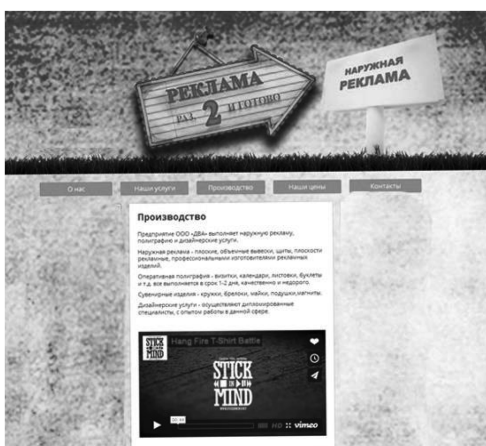 РЕКЛАМА
РАЗ 2 И ГОТОВО
НАРУЖНАЯ
РЕКЛАМА
О нас
Наши услуги
Производство
Наши цены
Контакты
Производство
Предприятие ООО «ДВА» выполняет наружную рекламу,
полиграфию и дизайнерские услуги.
Наружная реклама - плоские, объемные вывески, щиты, плоскости
рекламные, профессиональными изготовителями рекламных
изделий.
Оперативная полиграфия - визитки, календари, листовки, буклеты
и т.д. все выполняется в срок 1-2 дня, качественно и недорого.
Сувенирные изделия - кружки, брелоки, майки, подушки,магниты.
Дизайнерские услуги - осуществляют дипломированные
специалисты, с опытом работы в данной сфере.
Hang Fire T-Shirt Battle
STICK
IN
MIND
STICK
IN
MIND
HD vimeo